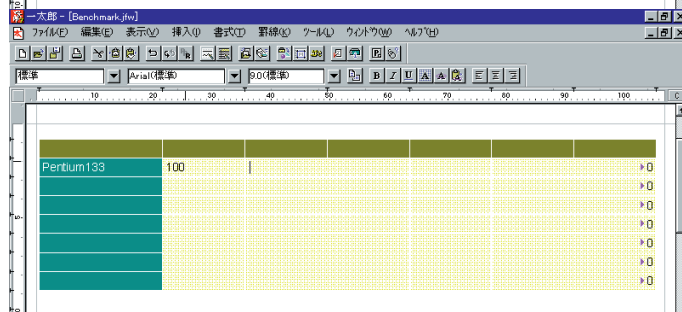 一太郎 - [Benchmark.jfw]
ファイル(F) 編集(E) 表示(V) 挿入(I) 書式(T) 罫線(K) ツール(L) ウィンドウ(W) ヘルプ(H)
標準 Arial(標準) 9.0(標準) B I U A A
10 20 30 40 50 60 70 80 90 100
Pentium133 100 0
0
0
0
0
0
0